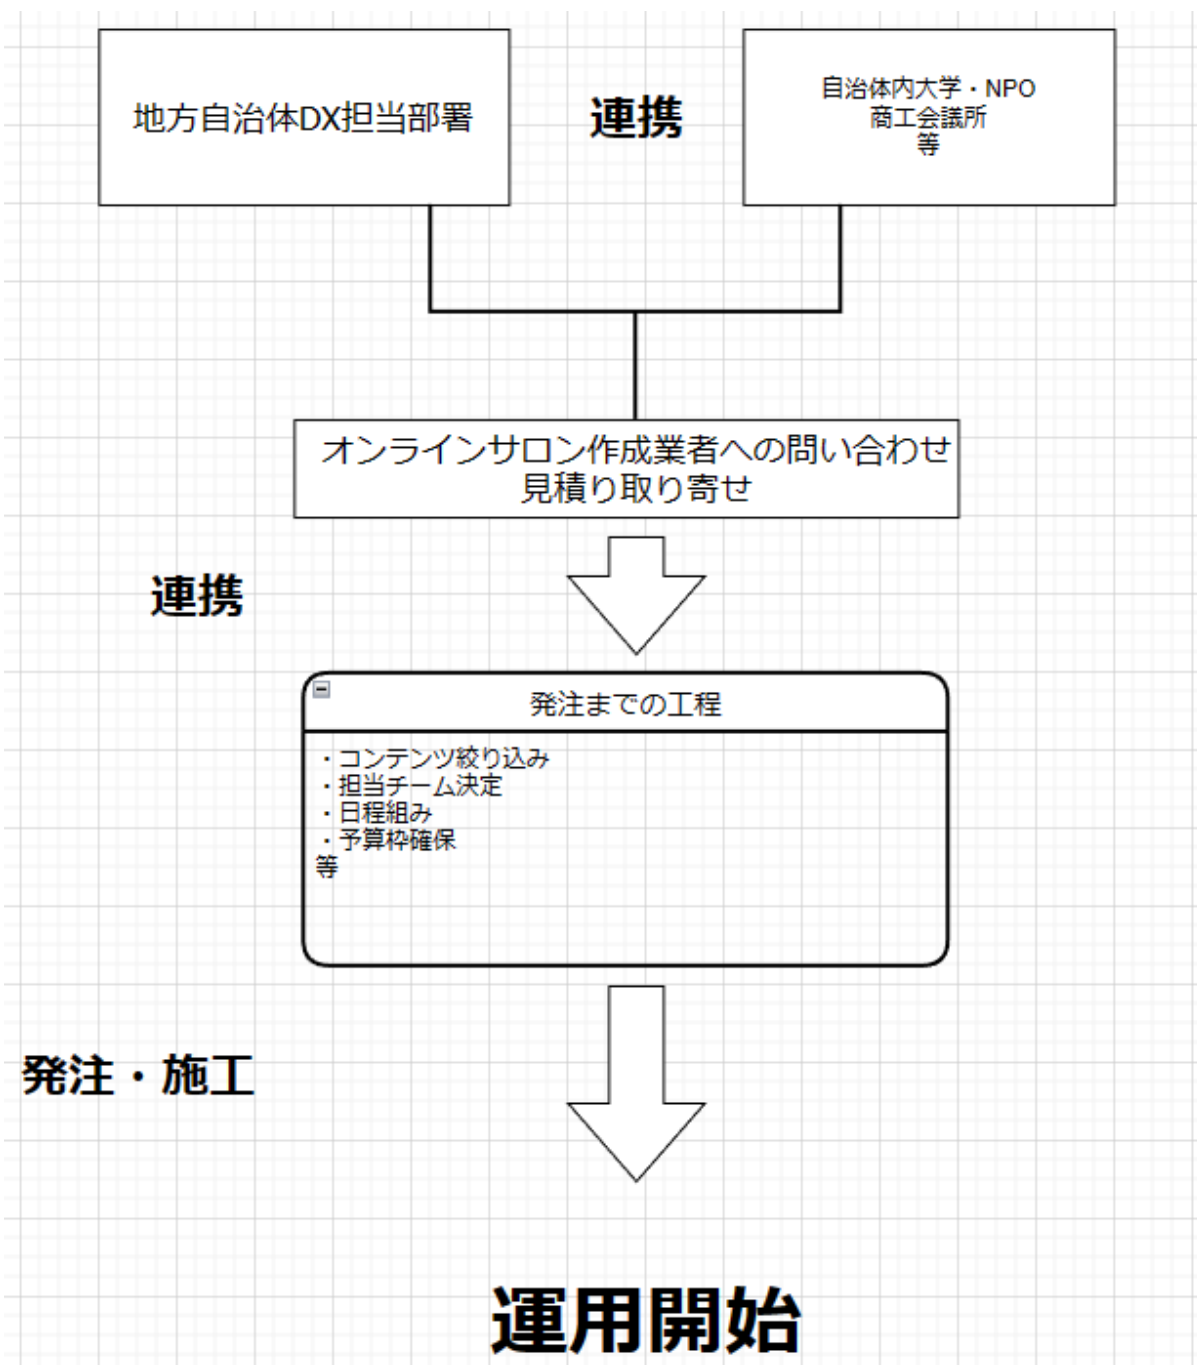 地方自治体DX担当部署
連携
自治体内大学・NPO
商工会議所
等
オンラインサロン作成業者への問い合わせ
見積り取り寄せ
連携
発注までの工程
・コンテンツ絞り込み
・担当チーム決定
・日程組み
・予算枠確保
等
発注・施工
運用開始